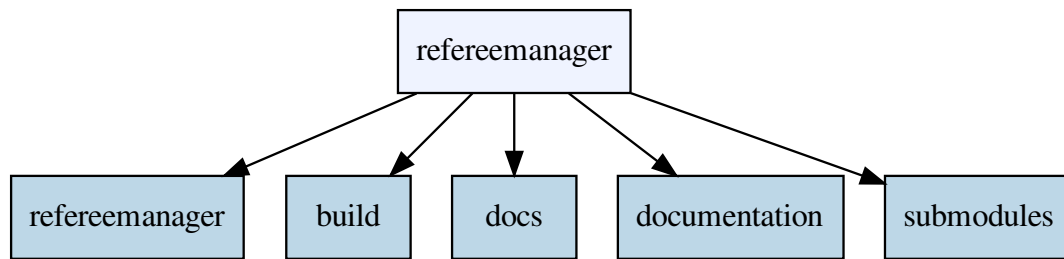 refereemanager
refereemanager
build
docs
documentation
submodules